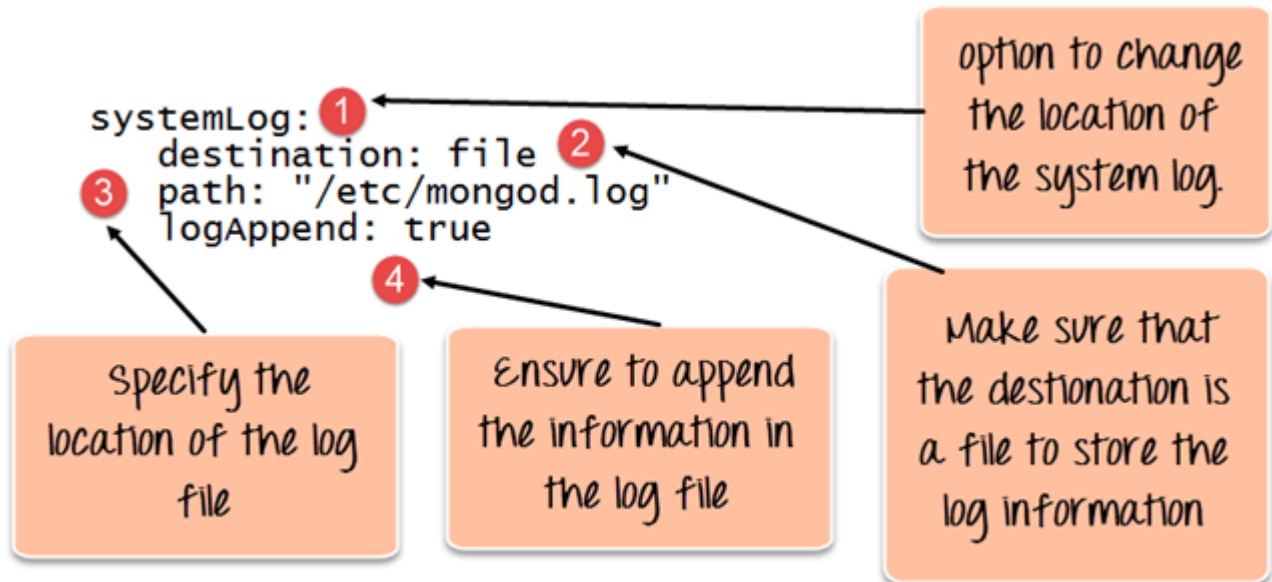 systemLog: 1
destination: file 2
3 path: "/etc/mongod.log"
logAppend: true
4
option to change
the location of
the system log.
Make sure that
the destionation is
a file to store the
log information
Specify the
location of the log
file
Ensure to append
the information in
the log file